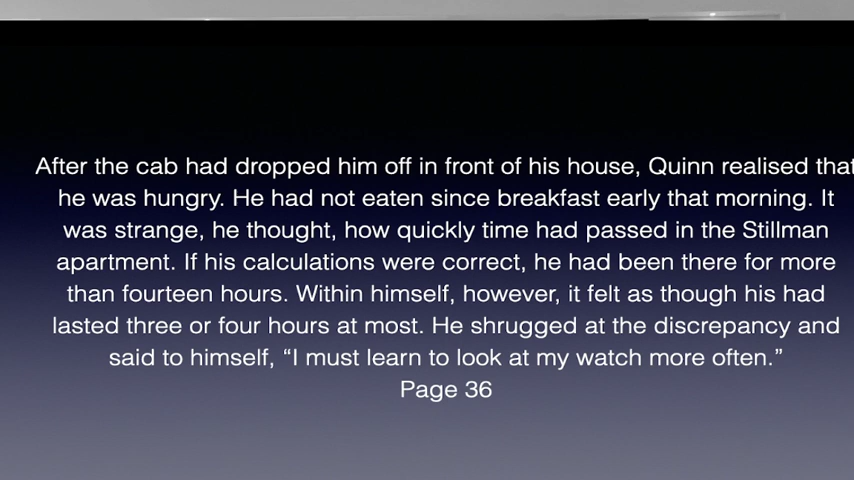 After the cab had dropped him off in front of his house, Quinn realised that
he was hungry. He had not eaten since breakfast early that morning. It
was strange, he thought, how quickly time had passed in the Stillman
apartment. If his calculations were correct, he had been there for more
than fourteen hours. Within himself, however, it felt as though his had
lasted three or four hours at most. He shrugged at the discrepancy and
said to himself, “I must learn to look at my watch more often.”
Page 36